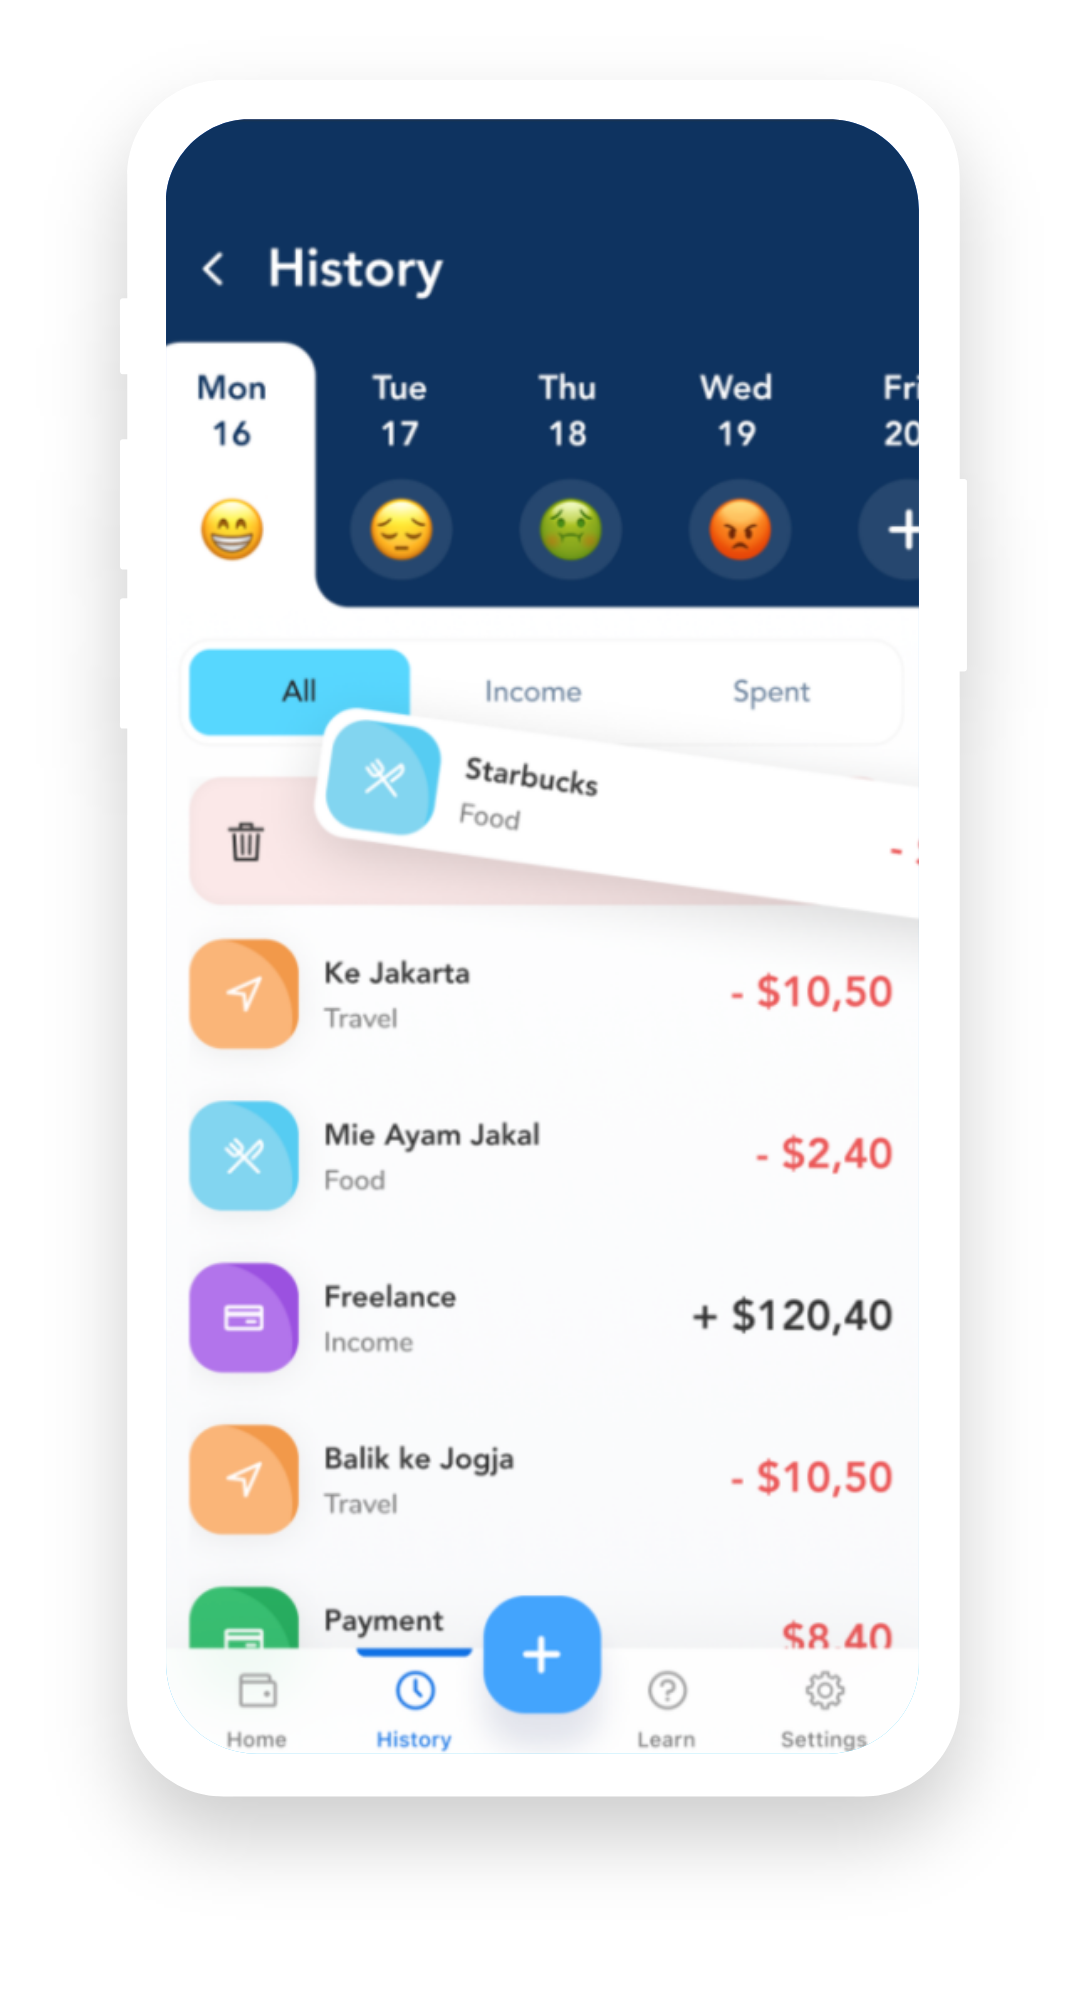 History
Mon Tue Thu Wed Fri
16 17 18 19 20
All Income Spent
Starbucks
Food
-
Ke Jakarta
Travel
- $10,50
Mie Ayam Jakal
Food
- $2,40
Freelance
Income
+ $120,40
Balik ke Jogja
Travel
- $10,50
Payment
$8,40
Home History Learn Settings